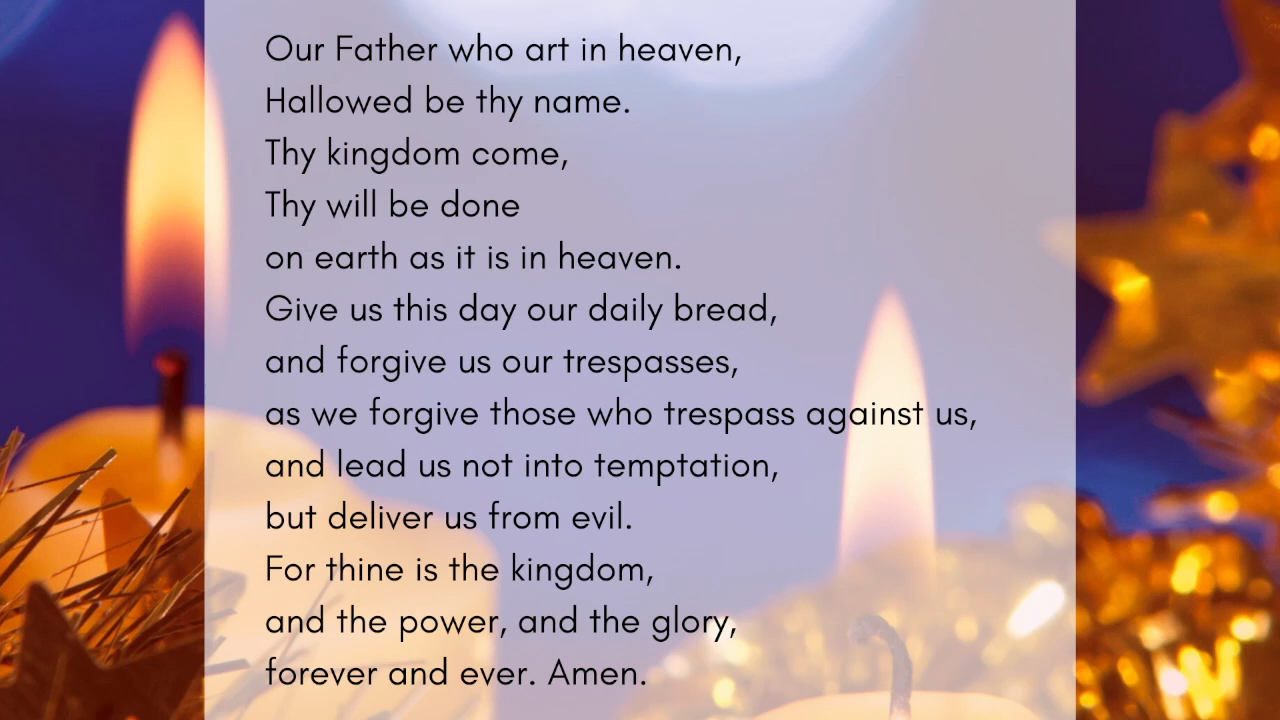 Our Father who art in heaven,
Hallowed be thy name.
Thy kingdom come,
Thy will be done
on earth as it is in heaven.
Give us this day our daily bread,
and forgive us our trespasses,
as we forgive those who trespass against us,
and lead us not into temptation,
but deliver us from evil.
For thine is the kingdom,
and the power, and the glory,
forever and ever. Amen.